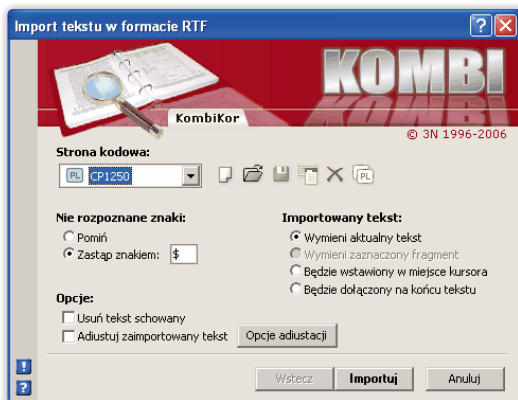 Import tekstu w formacie RTF
KOMBI
KombiKor
© 3N 1996-2006
Strona kodowa:
PL CP1250 PL
Nie rozpoznane znaki:
Pomiń
Zastąp znakiem: $
Importowany tekst:
Wymieni aktualny tekst
Wymieni zaznaczony fragment
Będzie wstawiony w miejsce kursora
Będzie dołączony na końcu tekstu
Opcje:
Usuń tekst schowany
Adiustuj zaimportowany tekst Opcje adiustacji
Wstecz Importuj Anuluj